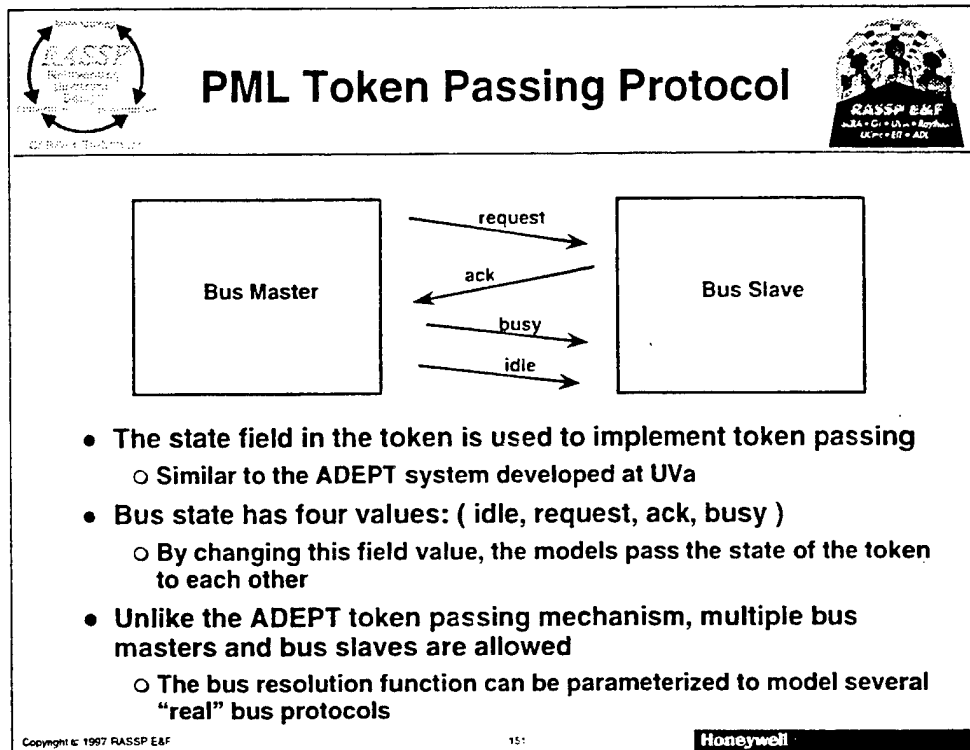 RASSP
PML Token Passing Protocol
RASSP E&F
Bus Master
request
ack
busy
idle
Bus Slave
● The state field in the token is used to implement token passing
○ Similar to the ADEPT system developed at UVa
● Bus state has four values: ( idle, request, ack, busy )
○ By changing this field value, the models pass the state of the token
to each other
● Unlike the ADEPT token passing mechanism, multiple bus
masters and bus slaves are allowed
○ The bus resolution function can be parameterized to model several
“real” bus protocols
Copyright © 1997 RASSP E&F
151
Honeywell